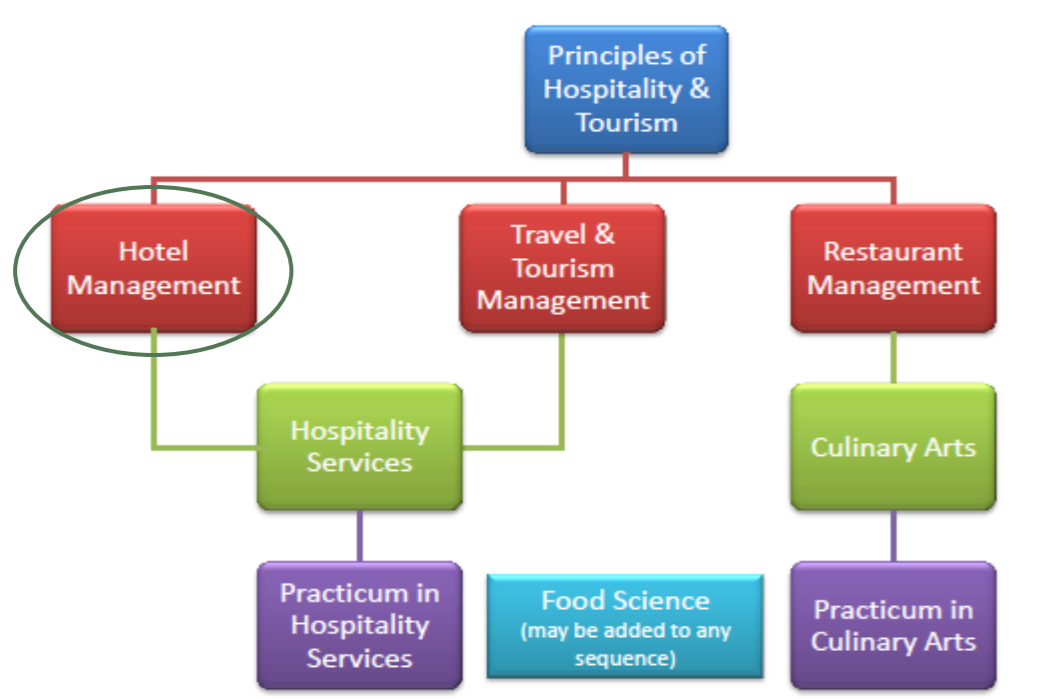 Principles of
Hospitality &
Tourism
Hotel
Management
Travel &
Tourism
Management
Restaurant
Management
Hospitality
Services
Culinary Arts
Practicum in
Hospitality
Services
Food Science
(may be added to any
sequence)
Practicum in
Culinary Arts